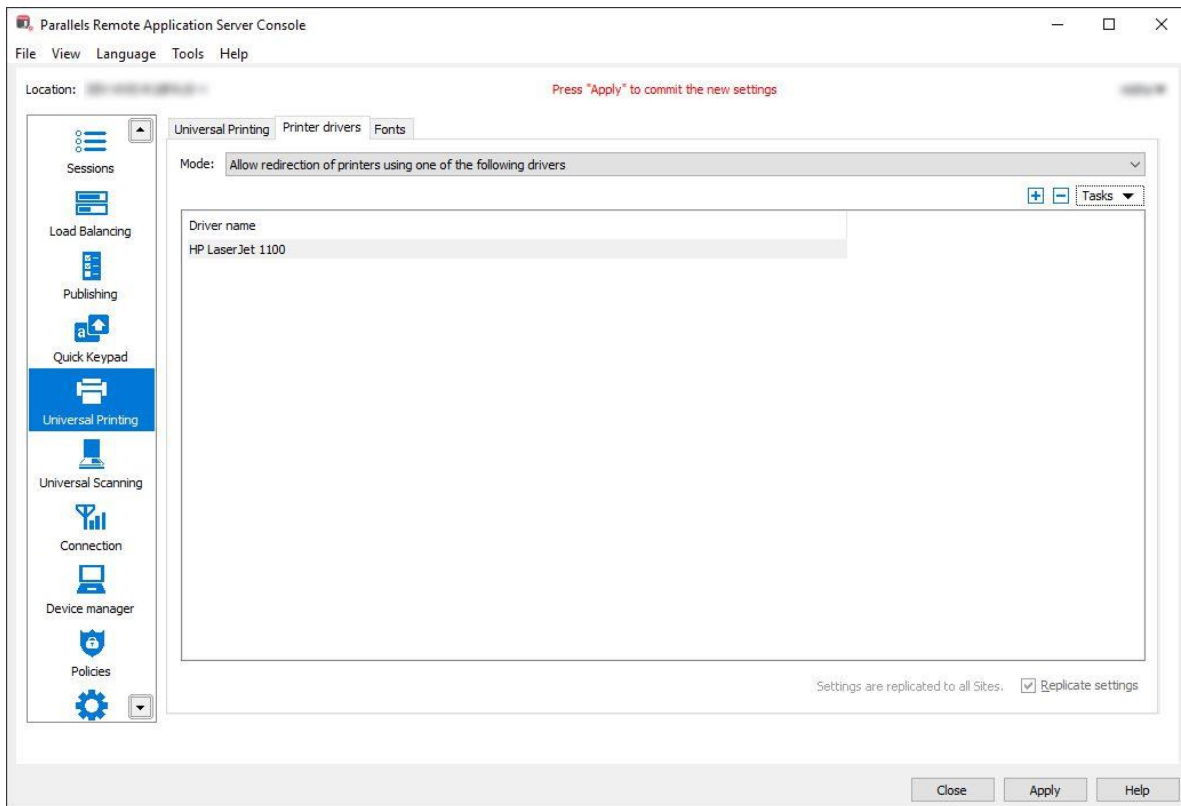 Parallels Remote Application Server Console
File View Language Tools Help
Location:
Press "Apply" to commit the new settings
Sessions
Load Balancing
Publishing
a
Quick Keypad
Universal Printing
Universal Scanning
Connection
Device manager
Policies
Universal Printing Printer drivers Fonts
Mode: Allow redirection of printers using one of the following drivers
Tasks
Driver name
HP LaserJet 1100
Settings are replicated to all Sites. Replicate settings
Close Apply Help